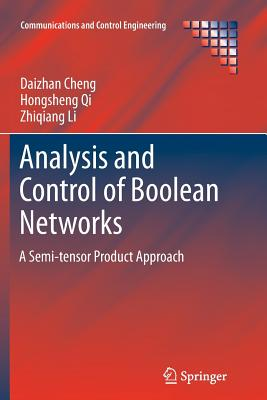 Communications and Control Engineering
Daizhan Cheng
Hongsheng Qi
Zhiqiang Li
Analysis and
Control of Boolean
Networks
A Semi-tensor Product Approach
Springer